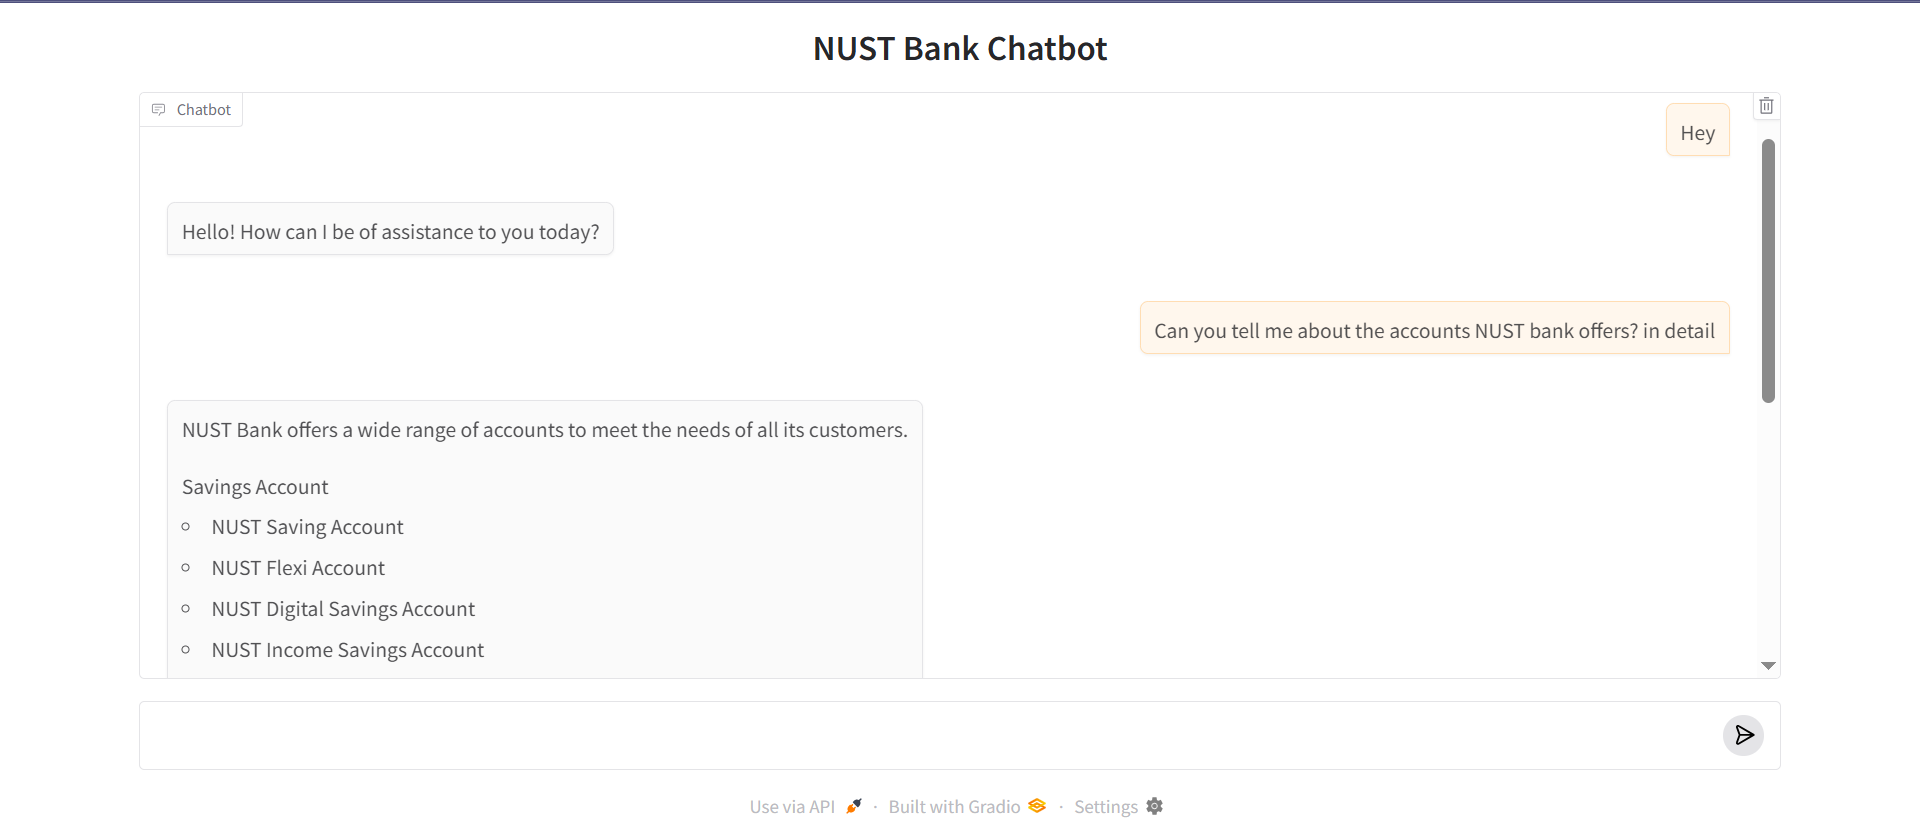 NUST Bank Chatbot
Chatbot
Hey
Hello! How can I be of assistance to you today?
Can you tell me about the accounts NUST bank offers? in detail
NUST Bank offers a wide range of accounts to meet the needs of all its customers.
Savings Account
NUST Saving Account
NUST Flexi Account
NUST Digital Savings Account
NUST Income Savings Account
Use via API · Built with Gradio · Settings